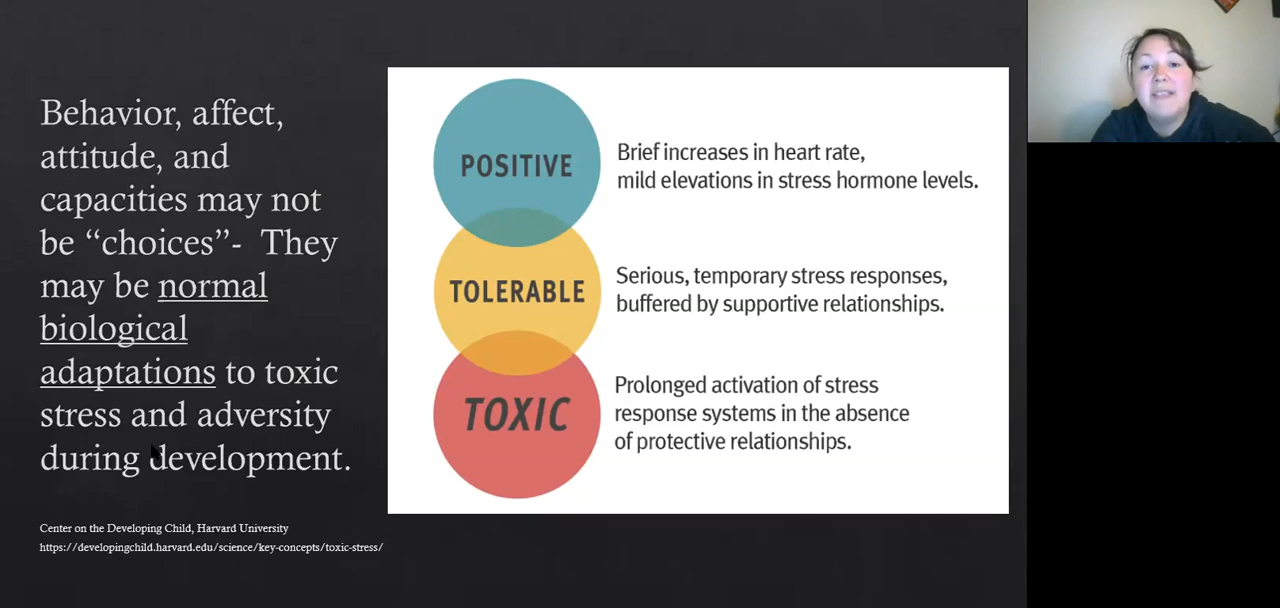 Behavior, affect,
attitude, and
capacities may not
be “choices”- They
may be normal
biological
adaptations to toxic
stress and adversity
during development.
Center on the Developing Child, Harvard University
https://developingchild.harvard.edu/science/key-concepts/toxic-stress/
POSITIVE
Brief increases in heart rate,
mild elevations in stress hormone levels.
TOLERABLE
Serious, temporary stress responses,
buffered by supportive relationships.
TOXIC
Prolonged activation of stress
response systems in the absence
of protective relationships.